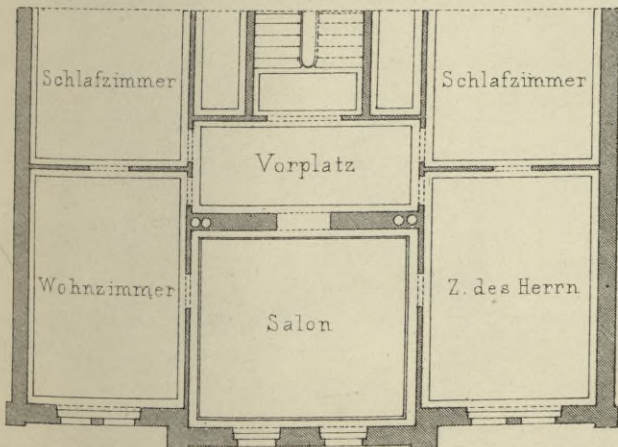 Schlafzimmer
Schlafzimmer
Vorplatz
Wohnzimmer
Z. des Herrn
Salon